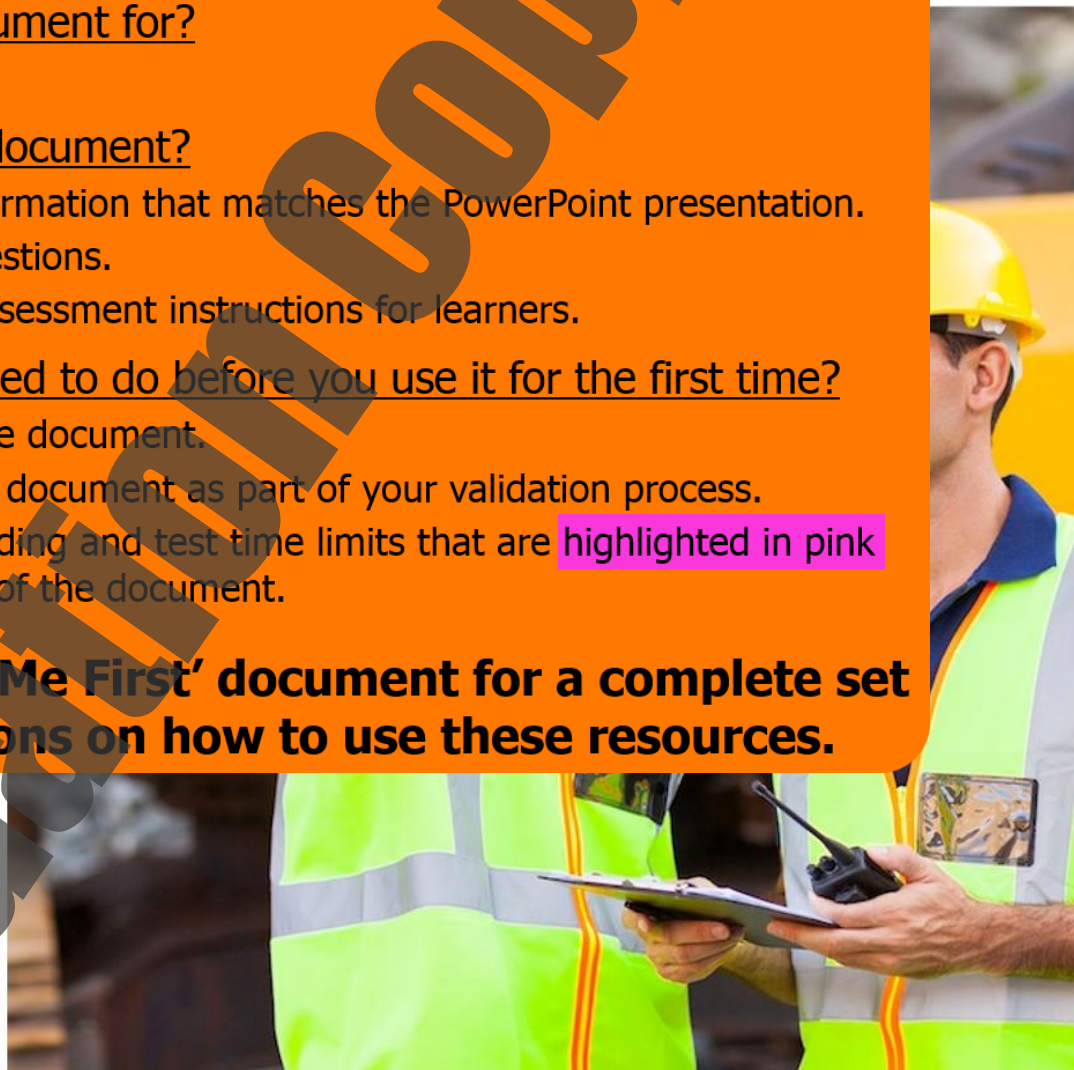 ument for?
document?
rmation that matches the PowerPoint presentation.
estions.
sessment instructions for learners.
ed to do before you use it for the first time?
e document.
document as part of your validation process.
ding and test time limits that are highlighted in pink
of the document.
Me First’ document for a complete set
ons on how to use these resources.